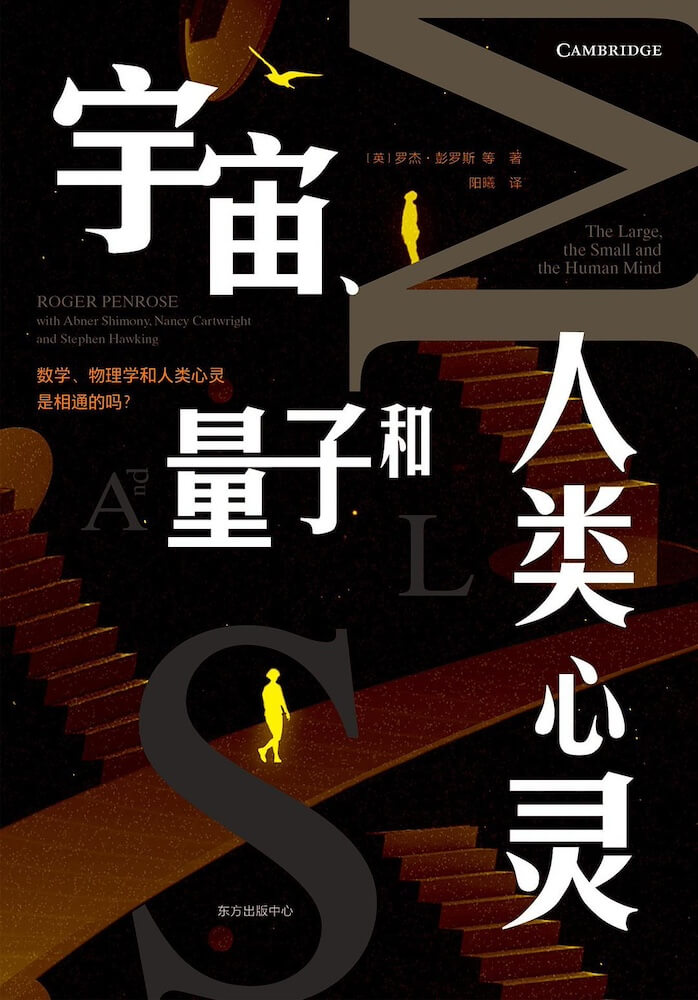 CAMBRIDGE
宇宙、
[英]罗杰·彭罗斯 等 著
阳曦 译
The Large,
the Small and
the Human Mind
ROGER PENROSE
with Abner Shimony, Nancy Cartwright
and Stephen Hawking
数学、物理学和人类心灵
是相通的吗?
量子和
人类心灵
M
And
L
S
东方出版中心